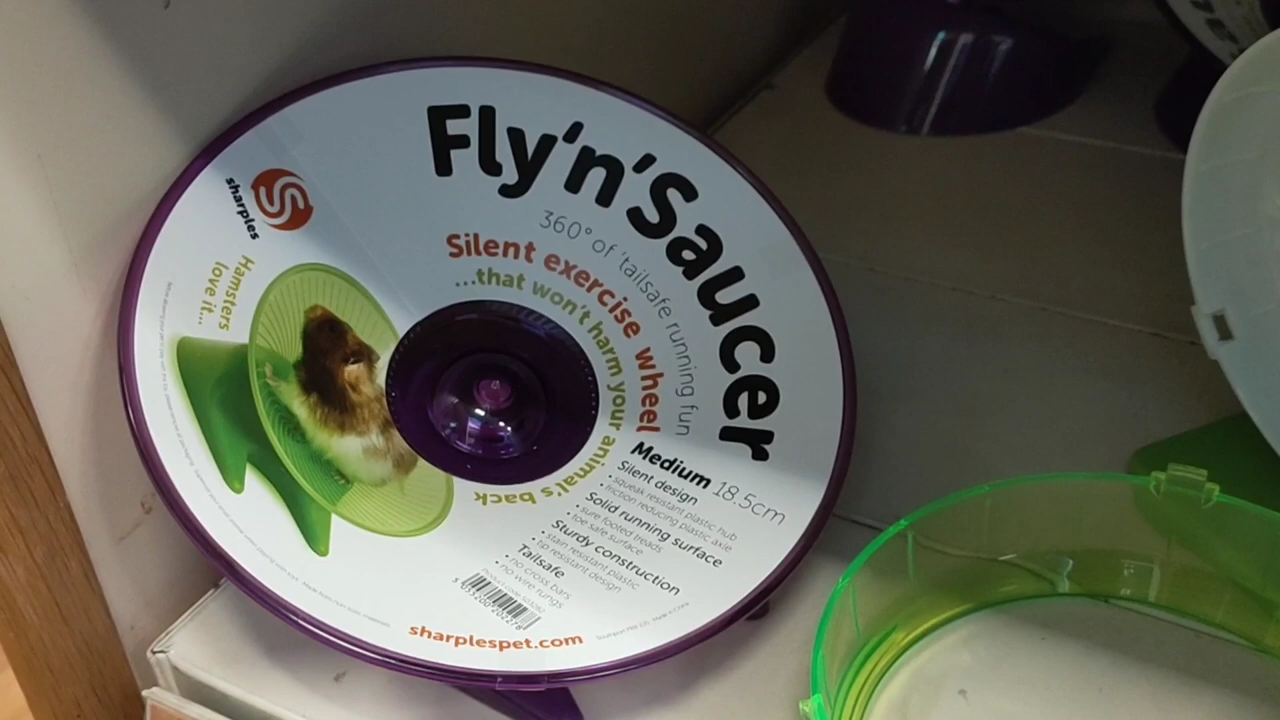 Fly'n'Saucer
360° of 'tailsafe running fun
Silent exercise wheel
...that won't harm your animal's back
sharples
Hamsters
love it...
Medium 18.5cm
Silent design
• squeak resistant plastic hub
• friction reducing plastic axle
Solid running surface
• sure footed treads
• toe safe surface
Sturdy construction
• stain resistant plastic
• tip resistant design
Tailsafe
• no cross bars
• no wire rungs
sharplespet.com
Made in China